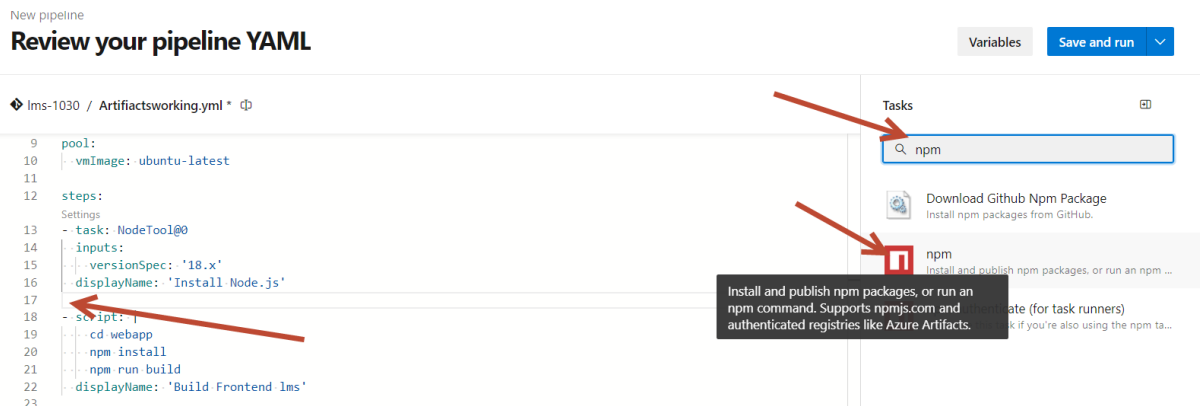 New pipeline
Review your pipeline YAML
Variables
Save and run
lms-1030 / Artifiactsworking.yml *
9 pool:
10 vmImage: ubuntu-latest
11
12 steps:
Settings
13 - task: NodeTool@0
14 inputs:
15 versionSpec: '18.x'
16 displayName: 'Install Node.js'
17
18 - script: |
19 cd webapp
20 npm install
21 npm run build
22 displayName: 'Build Frontend lms'
23
Tasks
npm
Download Github Npm Package
Install npm packages from GitHub.
npm
Install and publish npm packages, or run an npm ...
Install and publish npm packages, or run an
npm command. Supports npmjs.com and
authenticated registries like Azure Artifacts.
(for task runners)
if you're also using the npm ta...